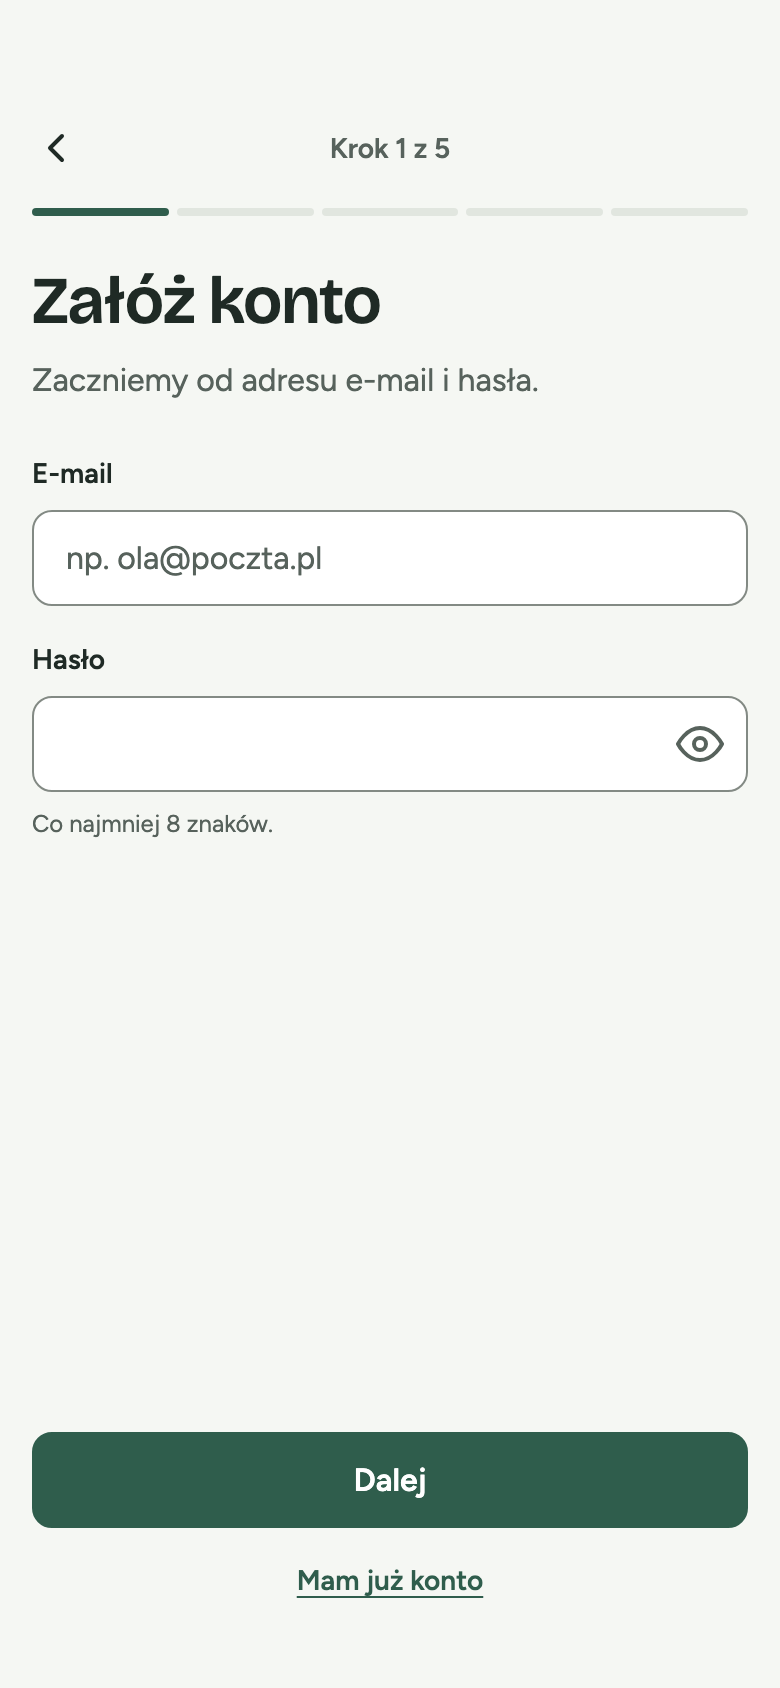 Krok 1 z 5
Załóż konto
Zaczniemy od adresu e-mail i hasła.
E-mail
np. ola@poczta.pl
Hasło
Co najmniej 8 znaków.
Dalej
Mam już konto